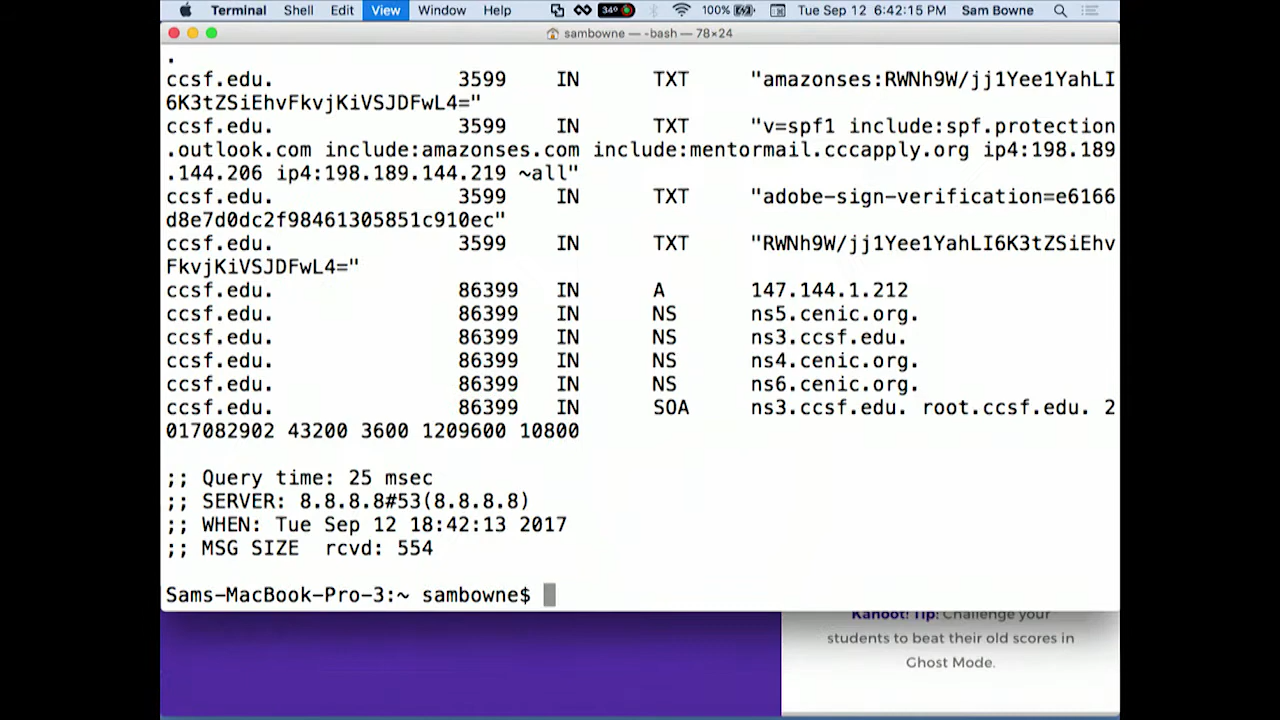 Terminal Shell Edit View Window Help 34° 100% Tue Sep 12 6:42:15 PM Sam Bowne
sambowne — -bash — 78×24
.
ccsf.edu. 3599 IN TXT "amazonses:RWNh9W/jj1Yee1YahLI
6K3tZSiEhvFkvjKiVSJDFwL4="
ccsf.edu. 3599 IN TXT "v=spf1 include:spf.protection
.outlook.com include:amazonses.com include:mentormail.cccapply.org ip4:198.189
.144.206 ip4:198.189.144.219 ~all"
ccsf.edu. 3599 IN TXT "adobe-sign-verification=e6166
d8e7d0dc2f98461305851c910ec"
ccsf.edu. 3599 IN TXT "RWNh9W/jj1Yee1YahLI6K3tZSiEhv
FkvjKiVSJDFwL4="
ccsf.edu. 86399 IN A 147.144.1.212
ccsf.edu. 86399 IN NS ns5.cenic.org.
ccsf.edu. 86399 IN NS ns3.ccsf.edu.
ccsf.edu. 86399 IN NS ns4.cenic.org.
ccsf.edu. 86399 IN NS ns6.cenic.org.
ccsf.edu. 86399 IN SOA ns3.ccsf.edu. root.ccsf.edu. 2
017082902 43200 3600 1209600 10800
;; Query time: 25 msec
;; SERVER: 8.8.8.8#53(8.8.8.8)
;; WHEN: Tue Sep 12 18:42:13 2017
;; MSG SIZE rcvd: 554
Sams-MacBook-Pro-3:~ sambowne$
Kahoot! Tip: Challenge your
students to beat their old scores in
Ghost Mode.